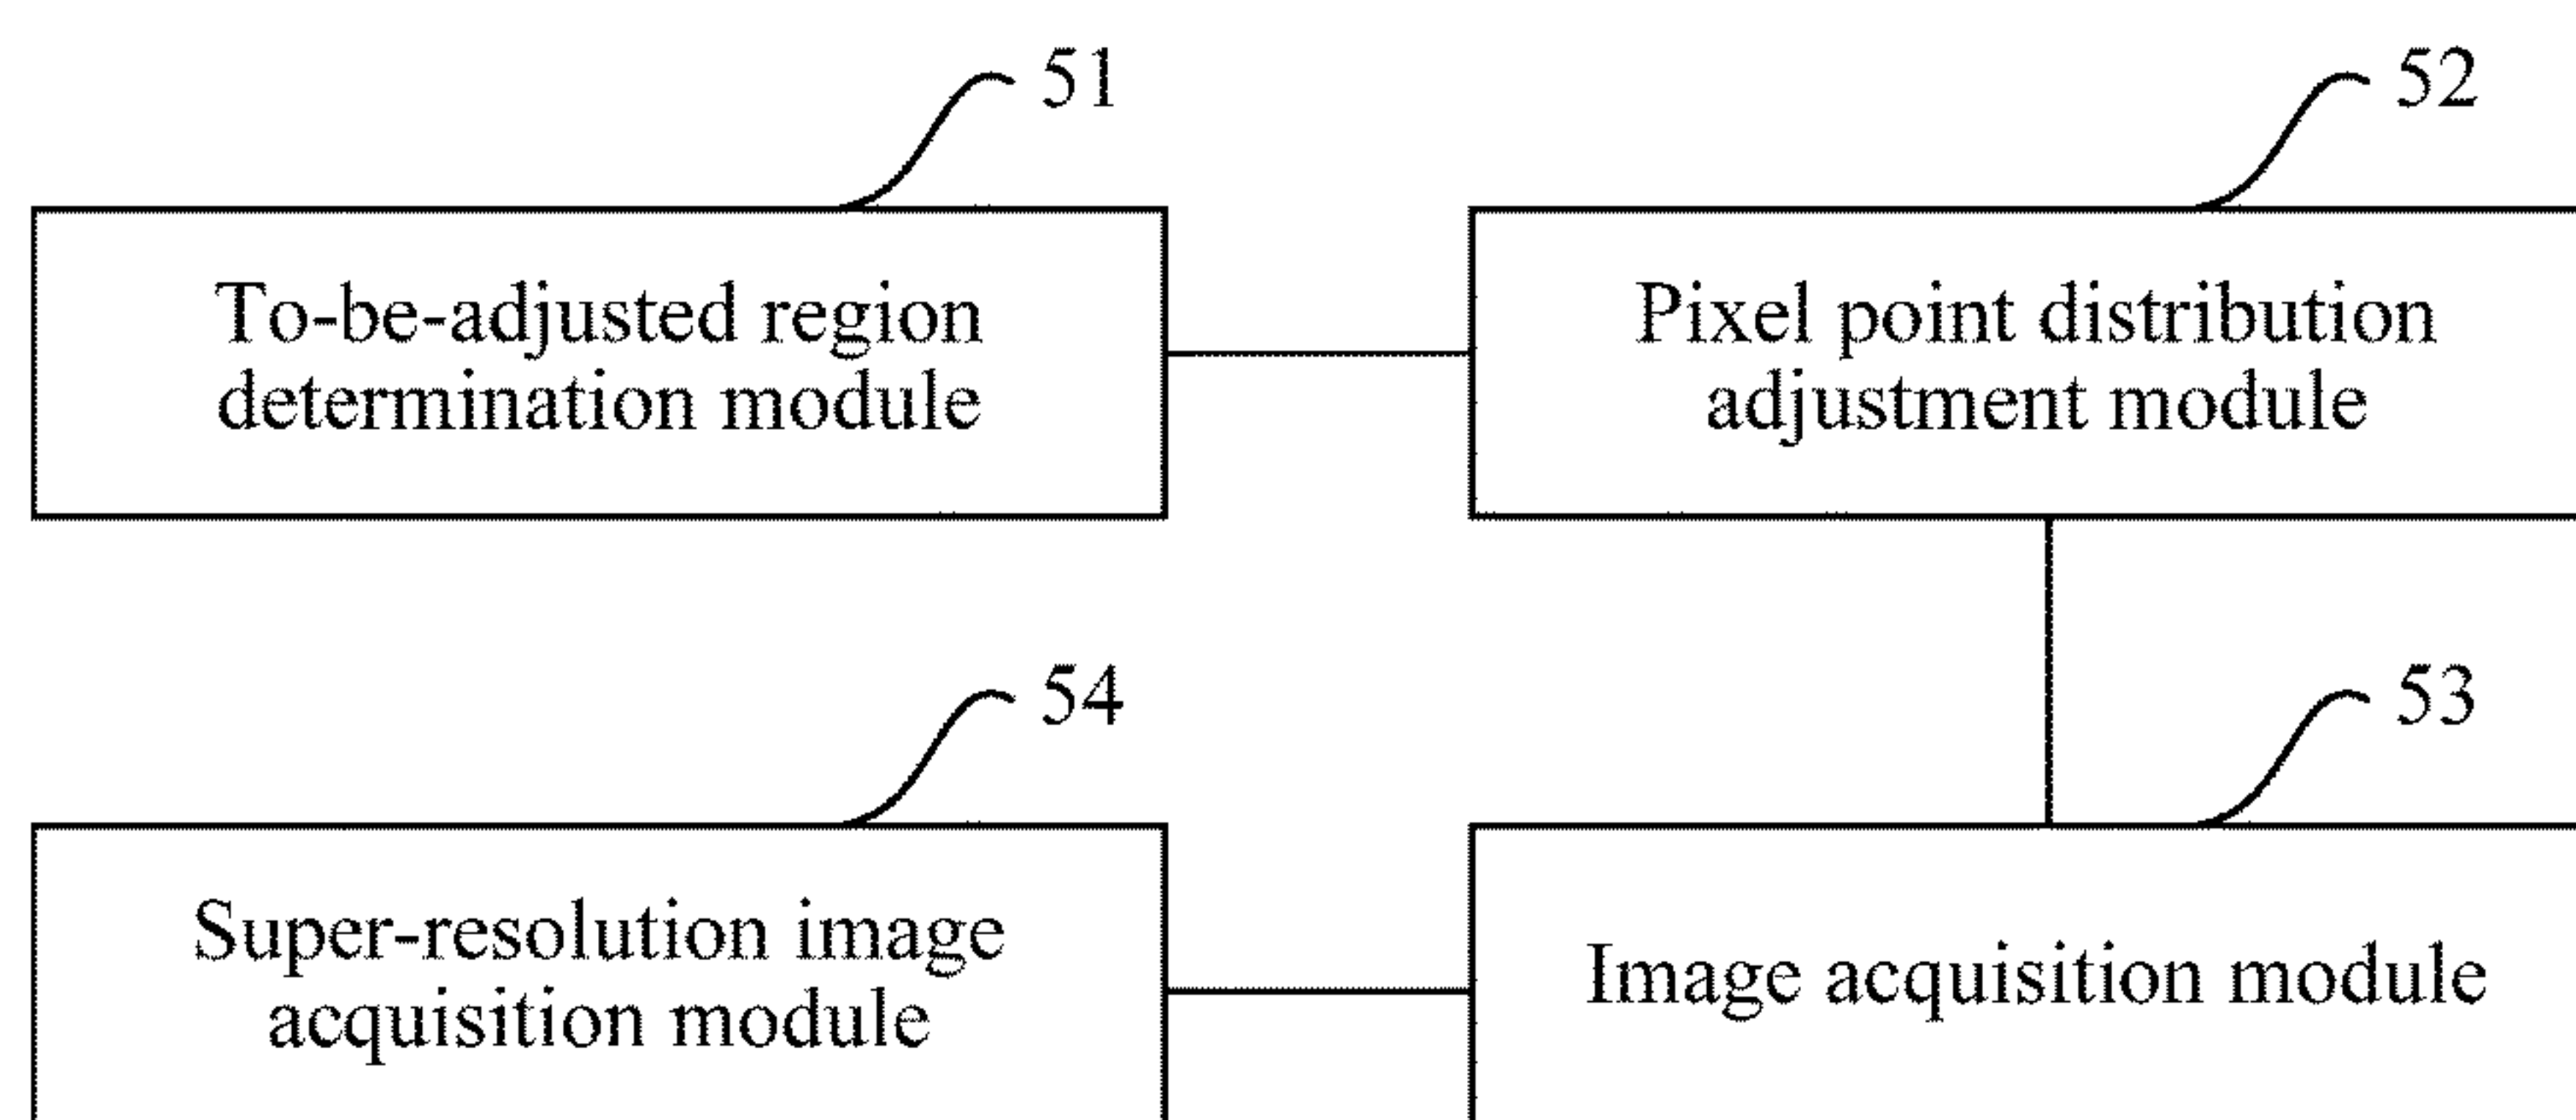 51
52
To-be-adjusted region
determination module
Pixel point distribution
adjustment module
54
53
Super-resolution image
acquisition module
Image acquisition module